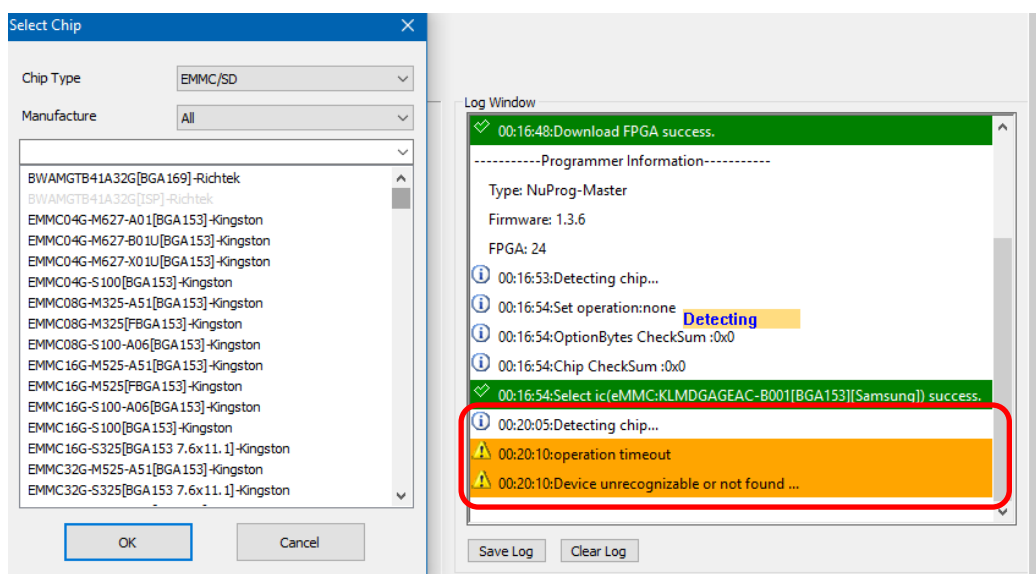 Select Chip
Chip Type
EMMC/SD
Manufacture
All
BWAMGTB41A32G[BGA169]-Richtek
BWAMGTB41A32G[ISP]-Richtek
EMMC04G-M627-A01[BGA153]-Kingston
EMMC04G-M627-B01U[BGA153]-Kingston
EMMC04G-M627-X01U[BGA153]-Kingston
EMMC04G-S100[BGA153]-Kingston
EMMC08G-M325-A51[BGA153]-Kingston
EMMC08G-M325[FBGA153]-Kingston
EMMC08G-S100-A06[BGA153]-Kingston
EMMC16G-M525-A51[BGA153]-Kingston
EMMC16G-M525[FBGA153]-Kingston
EMMC16G-S100-A06[BGA153]-Kingston
EMMC16G-S100[BGA153]-Kingston
EMMC16G-S325[BGA153 7.6x11.1]-Kingston
EMMC32G-M525-A51[BGA153]-Kingston
EMMC32G-S325[BGA153 7.6x11.1]-Kingston
OK
Cancel
Log Window
00:16:48:Download FPGA success.
-----------Programmer Information-----------
Type: NuProg-Master
Firmware: 1.3.6
FPGA: 24
00:16:53:Detecting chip...
00:16:54:Set operation:none
Detecting
00:16:54:OptionBytes CheckSum :0x0
00:16:54:Chip CheckSum :0x0
00:16:54:Select ic(eMMC:KLMDGAGEAC-B001[BGA153][Samsung]) success.
00:20:05:Detecting chip...
00:20:10:operation timeout
00:20:10:Device unrecognizable or not found ...
Save Log
Clear Log